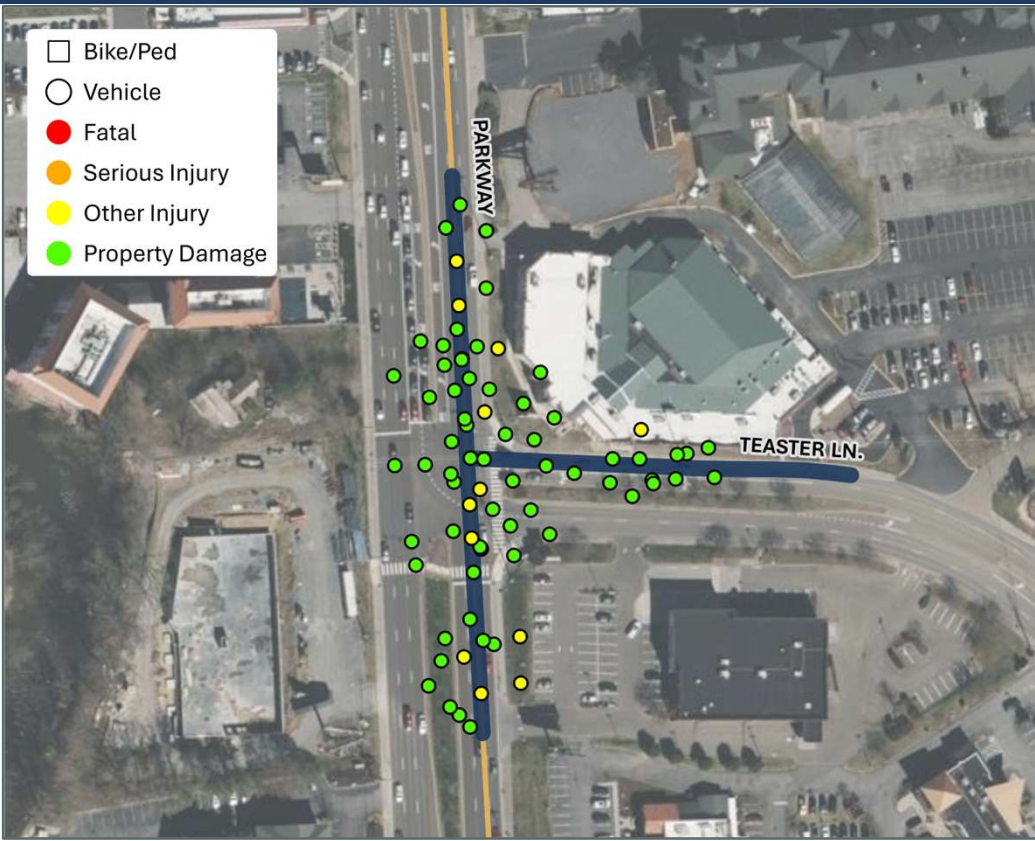 Bike/Ped
Vehicle
Fatal
Serious Injury
Other Injury
Property Damage
PARKWAY
TEASTER LN.